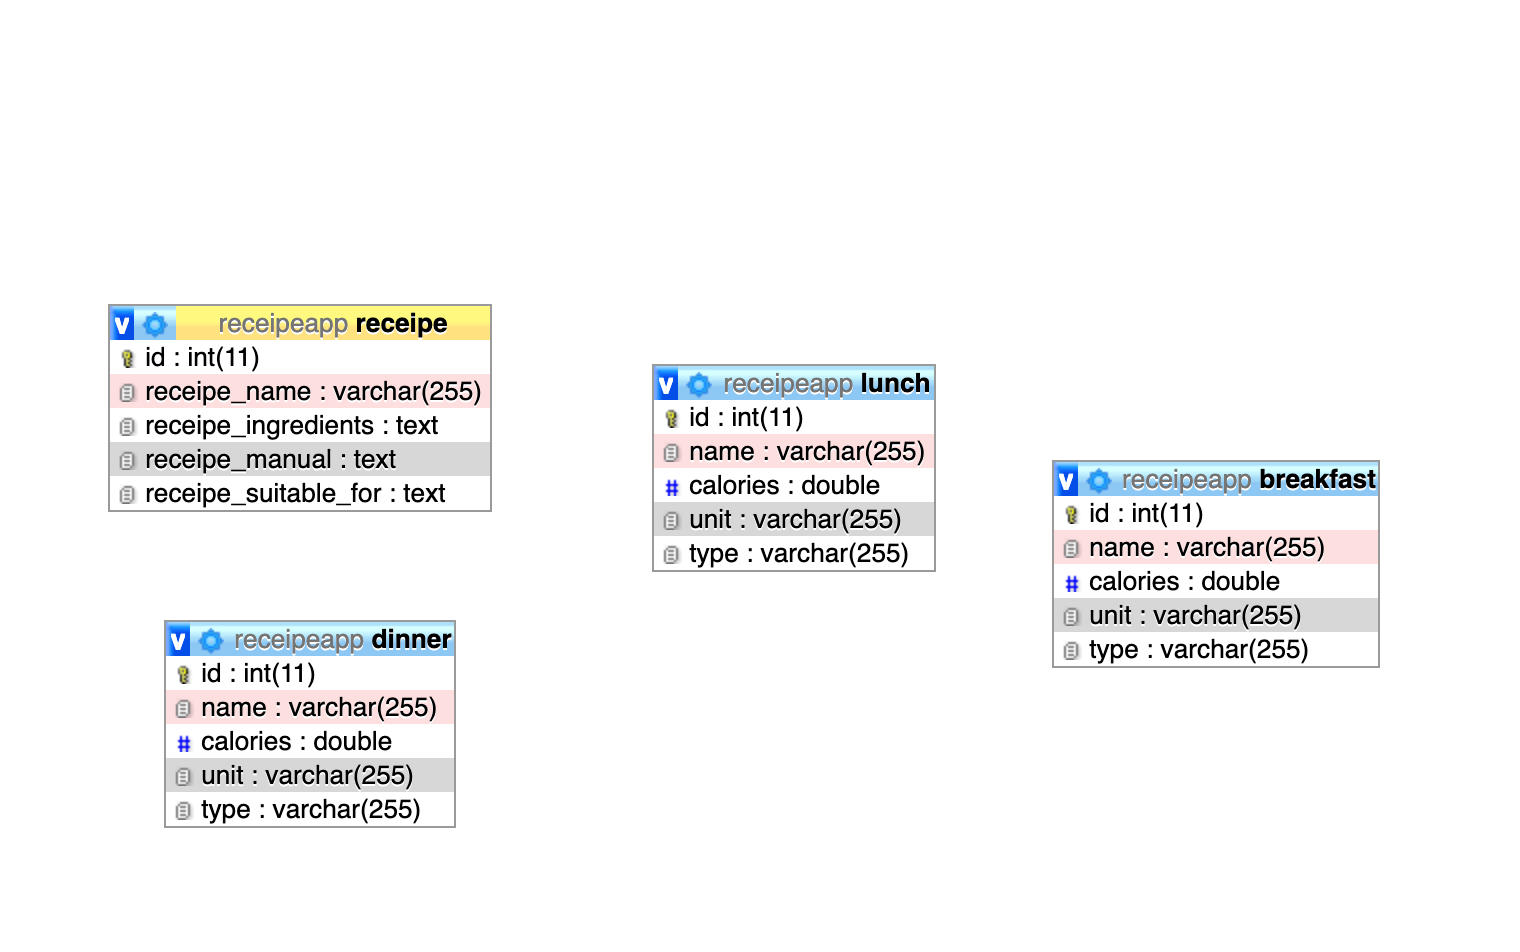 v receipeapp receipe
id : int(11)
receipe_name : varchar(255)
receipe_ingredients : text
receipe_manual : text
receipe_suitable_for : text
v receipeapp lunch
id : int(11)
name : varchar(255)
# calories : double
unit : varchar(255)
type : varchar(255)
v receipeapp breakfast
id : int(11)
name : varchar(255)
# calories : double
unit : varchar(255)
type : varchar(255)
v receipeapp dinner
id : int(11)
name : varchar(255)
# calories : double
unit : varchar(255)
type : varchar(255)